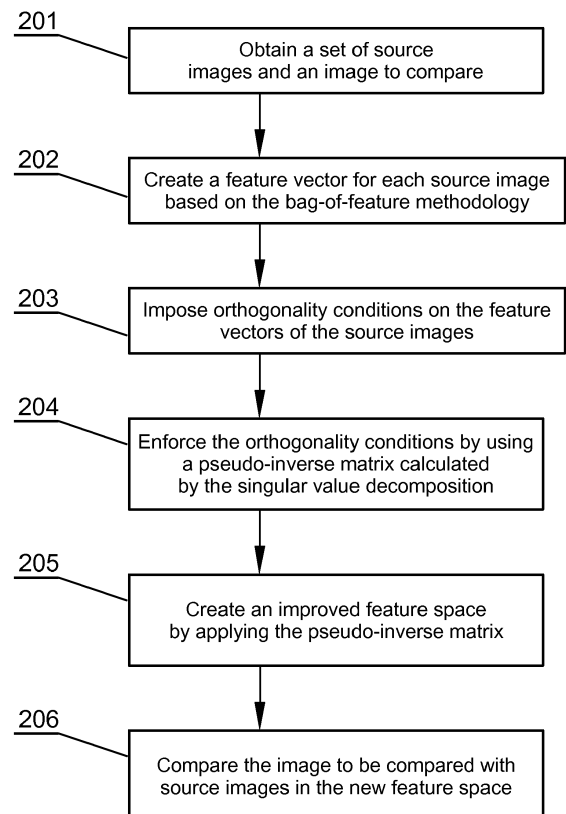 201
Obtain a set of source
images and an image to compare
202
Create a feature vector for each source image
based on the bag-of-feature methodology
203
Impose orthogonality conditions on the feature
vectors of the source images
204
Enforce the orthogonality conditions by using
a pseudo-inverse matrix calculated
by the singular value decomposition
205
Create an improved feature space
by applying the pseudo-inverse matrix
206
Compare the image to be compared with
source images in the new feature space